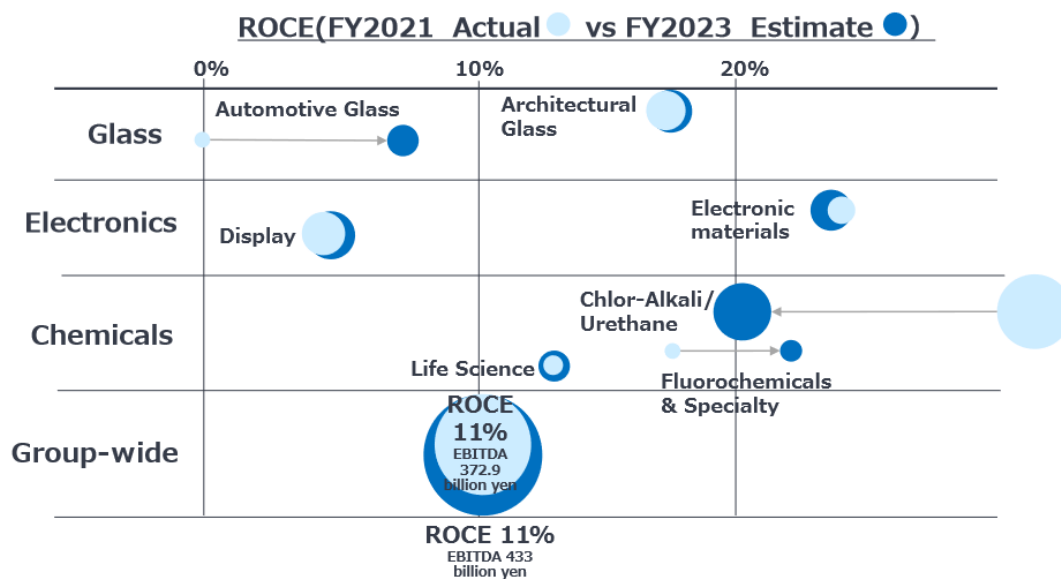 ROCE(FY2021 Actual vs FY2023 Estimate )
0%
10%
20%
Glass
Automotive Glass
Architectural
Glass
Electronics
Display
Electronic
materials
Chemicals
Chlor-Alkali/
Urethane
Life Science
Fluorochemicals
& Specialty
Group-wide
ROCE
11%
EBITDA
372.9
billion yen
ROCE 11%
EBITDA 433
billion yen